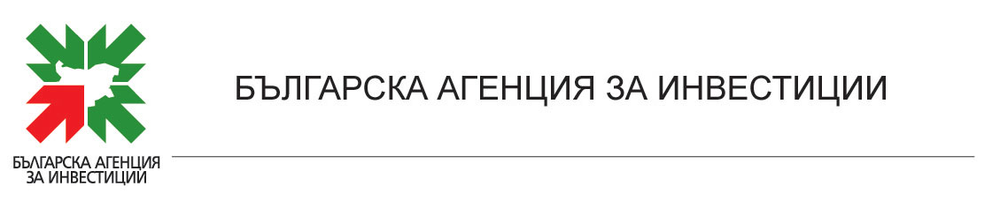 БЪЛГАРСКА АГЕНЦИЯ ЗА ИНВЕСТИЦИИ
БЪЛГАРСКА АГЕНЦИЯ
ЗА ИНВЕСТИЦИИ